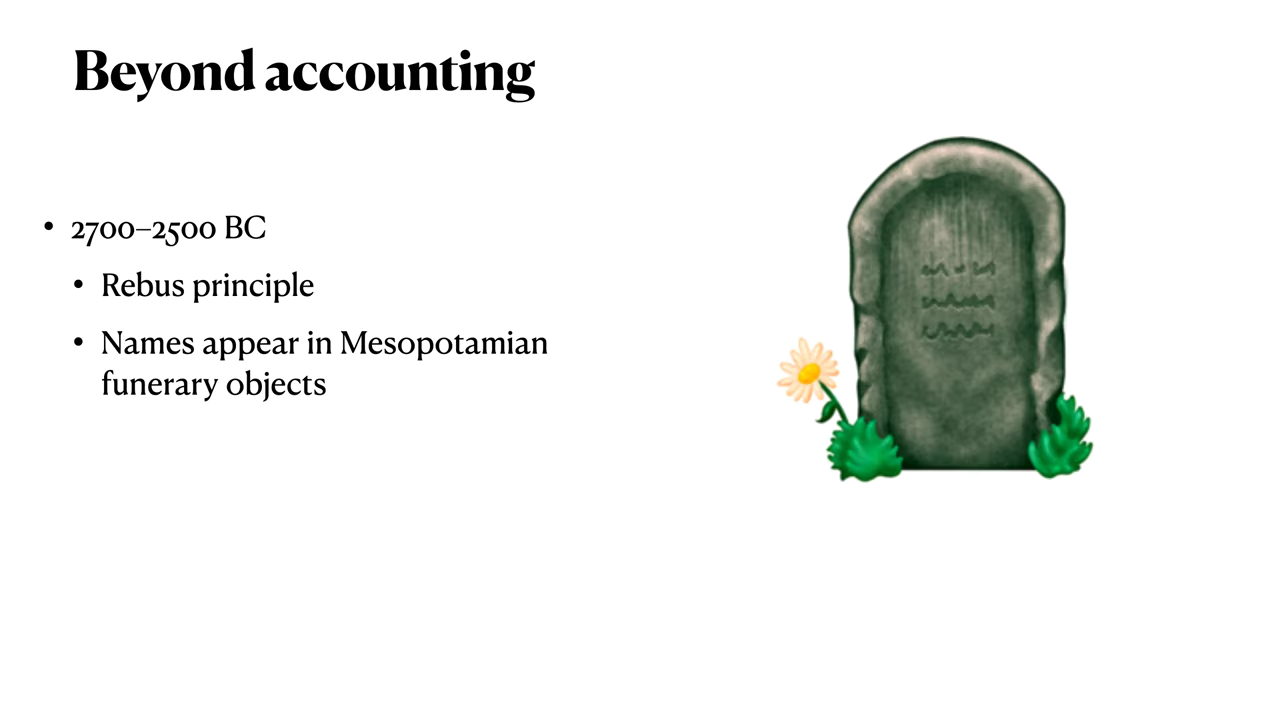 Beyond accounting
• 2700–2500 BC
• Rebus principle
• Names appear in Mesopotamian
funerary objects